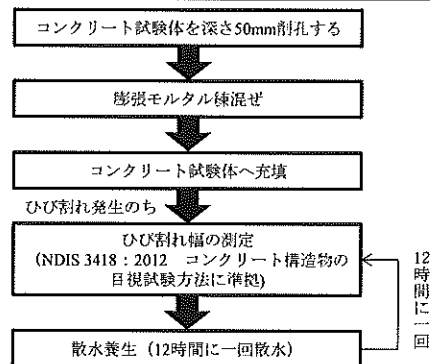 コンクリート試験体を深さ50mm削孔する
膨張モルタル練混ぜ
コンクリート試験体へ充填
ひび割れ発生のち
ひび割れ幅の測定
(NDIS 3418：2012　コンクリート構造物の
目視試験方法に準拠)
散水養生（12時間に一回散水）
12時間に一回